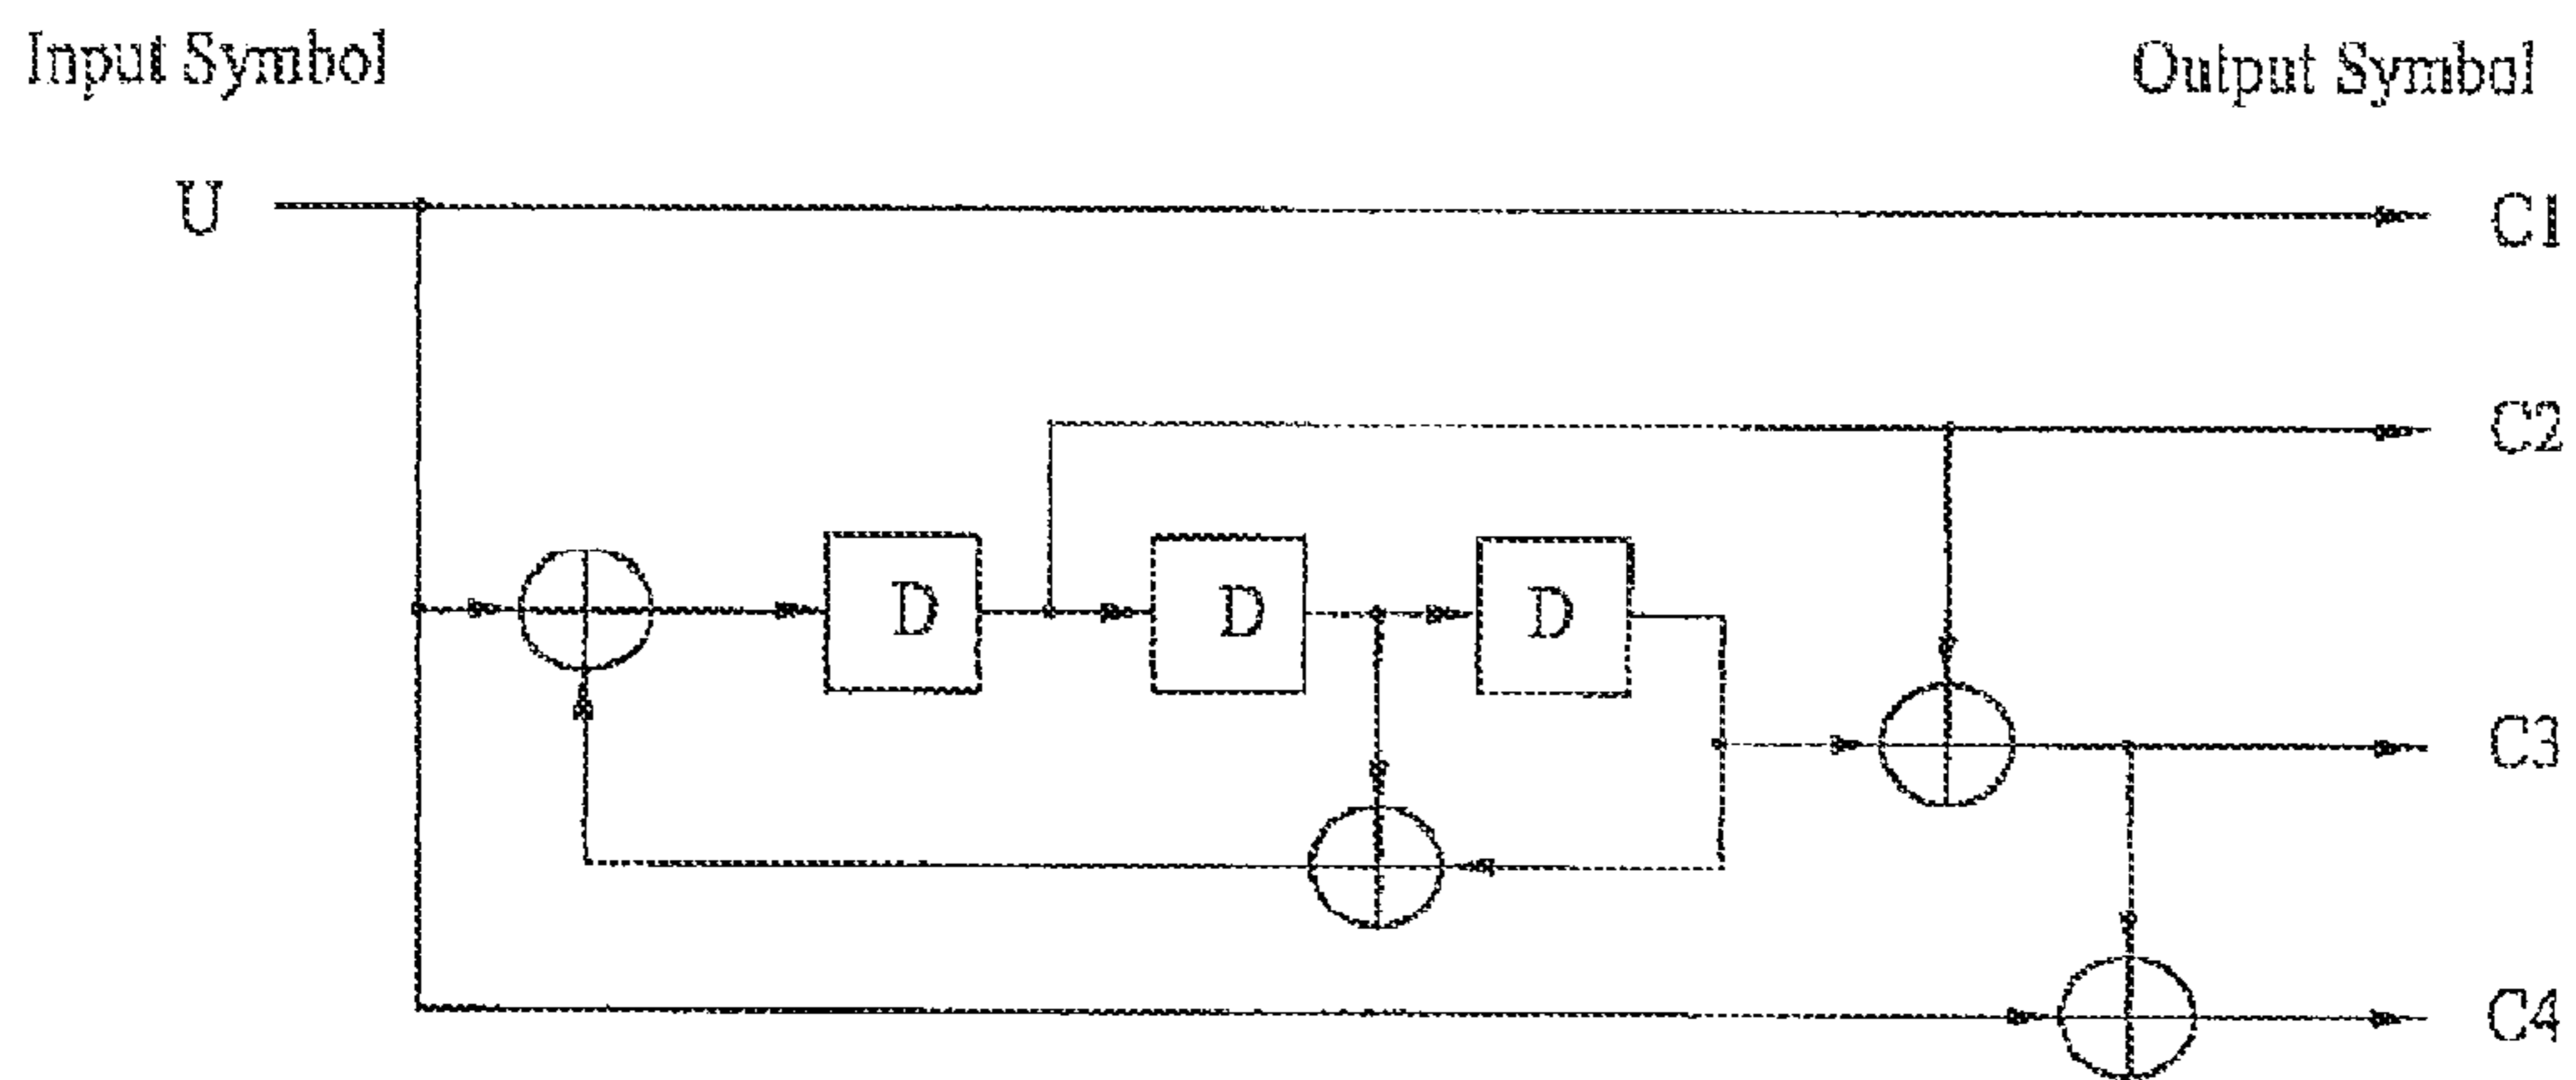 Input Symbol
Output Symbol
U
C1
C2
D
D
D
C3
C4